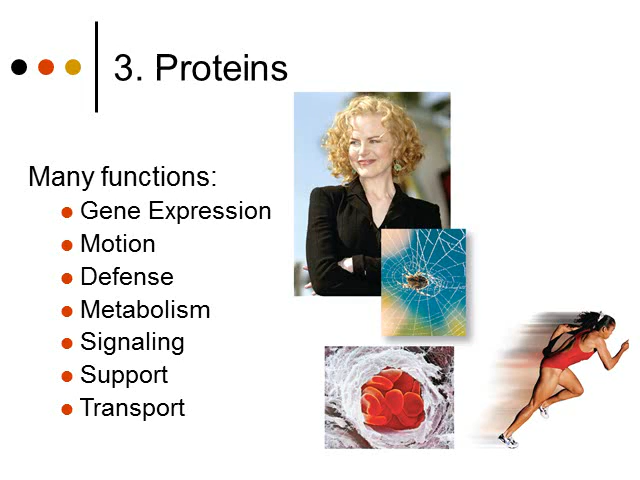 3. Proteins
Many functions:
Gene Expression
Motion
Defense
Metabolism
Signaling
Support
Transport